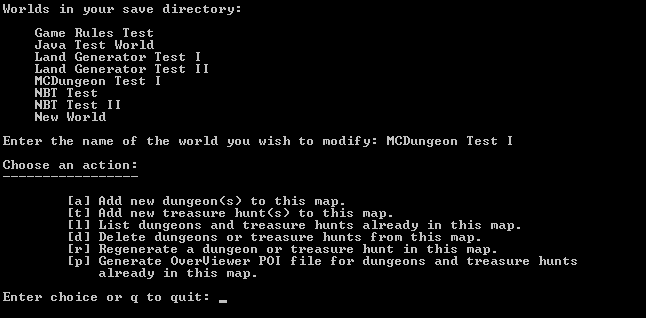 Worlds in your save directory:
Game Rules Test
Java Test World
Land Generator Test I
Land Generator Test II
MCDungeon Test I
NBT Test
NBT Test II
New World
Enter the name of the world you wish to modify: MCDungeon Test I
Choose an action:
-----------------
[a] Add new dungeon(s) to this map.
[t] Add new treasure hunt(s) to this map.
[l] List dungeons and treasure hunts already in this map.
[d] Delete dungeons or treasure hunts from this map.
[r] Regenerate a dungeon or treasure hunt in this map.
[p] Generate OverViewer POI file for dungeons and treasure hunts
already in this map.
Enter choice or q to quit: _